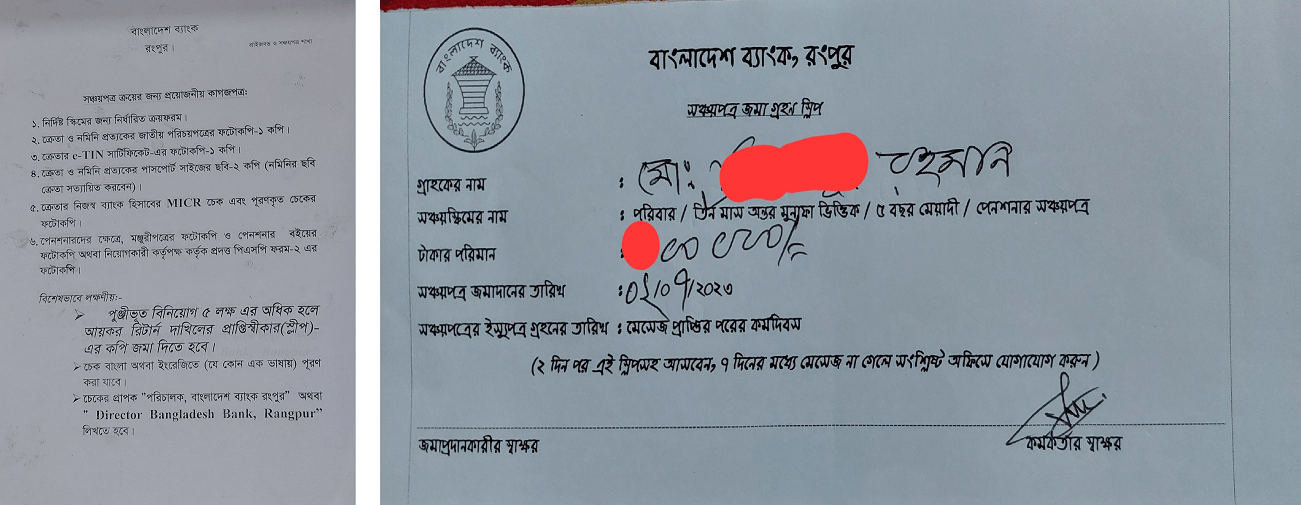 বাংলাদেশ ব্যাংক
রংপুর।
প্রাইজবন্ড ও সঞ্চয়পত্র শাখা
সঞ্চয়পত্র ক্রয়ের জন্য প্রয়োজনীয় কাগজপত্র:
১. নির্দিষ্ট স্কিমের জন্য নির্ধারিত ক্রয়ফরম।
২. ক্রেতা ও নমিনি প্রত্যেকের জাতীয় পরিচয়পত্রের ফটোকপি-১ কপি।
৩. ক্রেতার e-TIN সার্টিফিকেট-এর ফটোকপি-১ কপি।
৪. ক্রেতা ও নমিনি প্রত্যেকের পাসপোর্ট সাইজের ছবি-২ কপি (নমিনির ছবি
ক্রেতা সত্যায়িত করবেন)।
৫. ক্রেতার নিজস্ব ব্যাংক হিসাবের MICR চেক এবং পূরণকৃত চেকের
ফটোকপি।
৬. পেনশনারদের ক্ষেত্রে, মঞ্জুরীপত্রের ফটোকপি ও পেনশনার বইয়ের
ফটোকপি অথবা নিয়োগকারী কর্তৃপক্ষ কর্তৃক প্রদত্ত পিএসপি ফরম-২ এর
ফটোকপি।
বিশেষভাবে লক্ষণীয়:-
➢ পুঞ্জীভূত বিনিয়োগ ৫ লক্ষ এর অধিক হলে
আয়কর রিটার্ন দাখিলের প্রাপ্তিস্বীকার(স্লীপ)-
এর কপি জমা দিতে হবে।
➢ চেক বাংলা অথবা ইংরেজিতে (যে কোন এক ভাষায়) পূরণ
করা যাবে।
➢ চেকের প্রাপক "পরিচালক, বাংলাদেশ ব্যাংক রংপুর" অথবা
" Director Bangladesh Bank, Rangpur"
লিখতে হবে।
বাংলাদেশ ব্যাংক
বাংলাদেশ ব্যাংক, রংপুর
সঞ্চয়পত্র জমা গ্রহন স্লিপ
গ্রাহকের নাম : মোঃ রহমান
সঞ্চয়স্কিমের নাম : পরিবার / তিন মাস অন্তর মুনাফা ভিত্তিক / ৫ বছর মেয়াদী / পেনশনার সঞ্চয়পত্র
টাকার পরিমান : ০০ ০০০/=
সঞ্চয়পত্র জমাদানের তারিখ : ০২/০৭/২০২৩
সঞ্চয়পত্রের ইস্যুপত্র গ্রহনের তারিখ : মেসেজ প্রাপ্তির পরের কর্মদিবস
(২ দিন পর এই স্লিপসহ আসবেন, ৭ দিনের মধ্যে মেসেজ না গেলে সংশ্লিষ্ট অফিসে যোগাযোগ করুন)
জমাপ্রদানকারীর স্বাক্ষর
কর্মকর্তার স্বাক্ষর